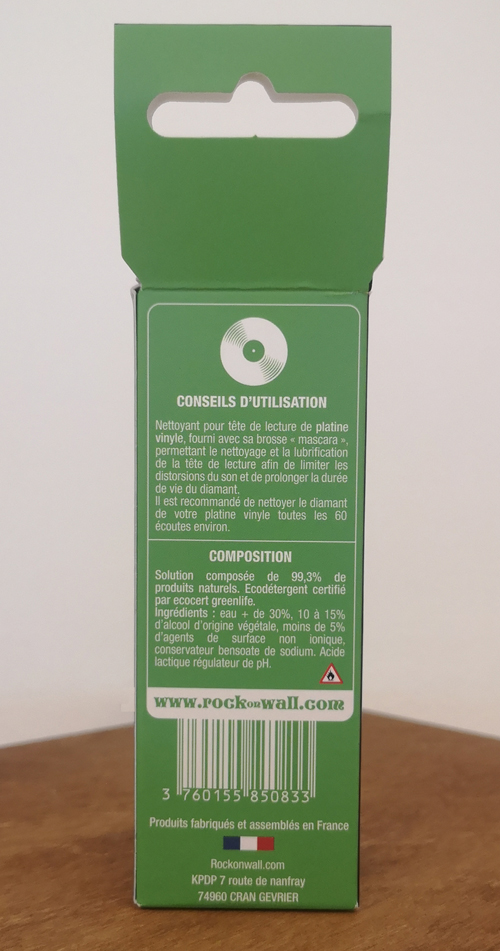 CONSEILS D'UTILISATION
Nettoyant pour tête de lecture de platine
vinyle, fourni avec sa brosse « mascara »,
permettant le nettoyage et la lubrification
de la tête de lecture afin de limiter les
distorsions du son et de prolonger la durée
de vie du diamant.
Il est recommandé de nettoyer le diamant
de votre platine vinyle toutes les 60
écoutes environ.
COMPOSITION
Solution composée de 99,3% de
produits naturels. Ecodétergent certifié
par ecocert greenlife.
Ingrédients : eau + de 30%, 10 à 15%
d'alcool d'origine végétale, moins de 5%
d'agents de surface non ionique,
conservateur bensoate de sodium. Acide
lactique régulateur de pH.
www.rockonwall.com
3 760155 850833
Produits fabriqués et assemblés en France
Rockonwall.com
KPDP 7 route de nanfray
74960 CRAN GEVRIER